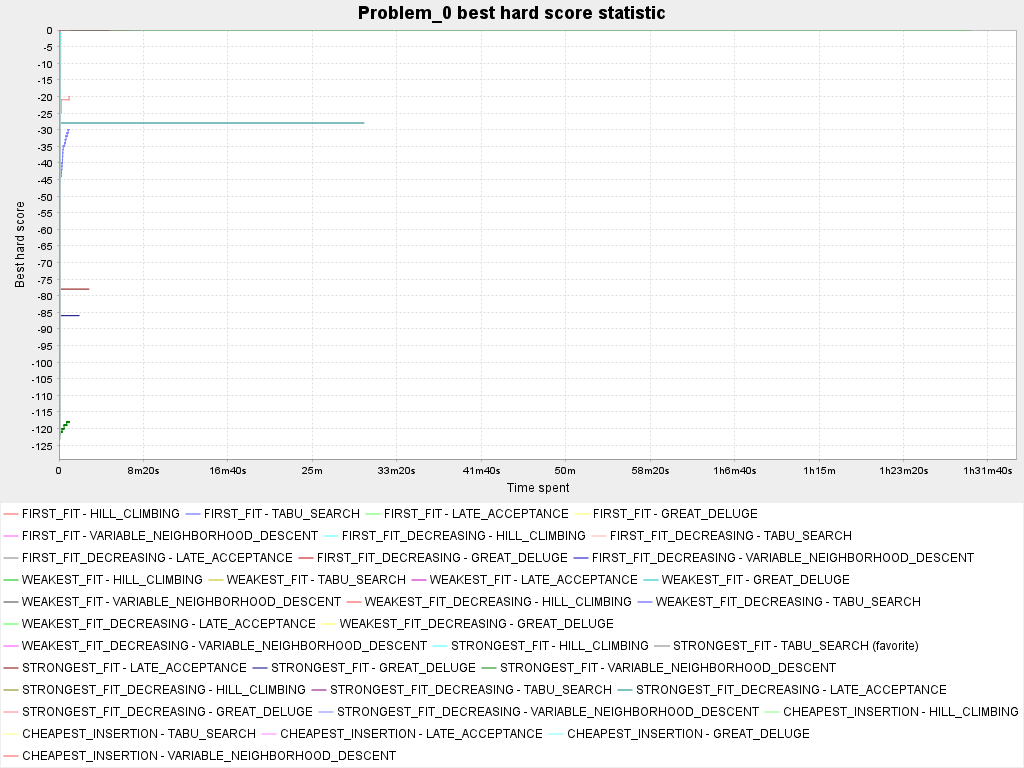 Problem_0 best hard score statistic
Best hard score
0
-5
-10
-15
-20
-25
-30
-35
-40
-45
-50
-55
-60
-65
-70
-75
-80
-85
-90
-95
-100
-105
-110
-115
-120
-125
0 8m20s 16m40s 25m 33m20s 41m40s 50m 58m20s 1h6m40s 1h15m 1h23m20s 1h31m40s
Time spent
FIRST_FIT - HILL_CLIMBING FIRST_FIT - TABU_SEARCH FIRST_FIT - LATE_ACCEPTANCE FIRST_FIT - GREAT_DELUGE
FIRST_FIT - VARIABLE_NEIGHBORHOOD_DESCENT FIRST_FIT_DECREASING - HILL_CLIMBING FIRST_FIT_DECREASING - TABU_SEARCH
FIRST_FIT_DECREASING - LATE_ACCEPTANCE FIRST_FIT_DECREASING - GREAT_DELUGE FIRST_FIT_DECREASING - VARIABLE_NEIGHBORHOOD_DESCENT
WEAKEST_FIT - HILL_CLIMBING WEAKEST_FIT - TABU_SEARCH WEAKEST_FIT - LATE_ACCEPTANCE WEAKEST_FIT - GREAT_DELUGE
WEAKEST_FIT - VARIABLE_NEIGHBORHOOD_DESCENT WEAKEST_FIT_DECREASING - HILL_CLIMBING WEAKEST_FIT_DECREASING - TABU_SEARCH
WEAKEST_FIT_DECREASING - LATE_ACCEPTANCE WEAKEST_FIT_DECREASING - GREAT_DELUGE
WEAKEST_FIT_DECREASING - VARIABLE_NEIGHBORHOOD_DESCENT STRONGEST_FIT - HILL_CLIMBING STRONGEST_FIT - TABU_SEARCH (favorite)
STRONGEST_FIT - LATE_ACCEPTANCE STRONGEST_FIT - GREAT_DELUGE STRONGEST_FIT - VARIABLE_NEIGHBORHOOD_DESCENT
STRONGEST_FIT_DECREASING - HILL_CLIMBING STRONGEST_FIT_DECREASING - TABU_SEARCH STRONGEST_FIT_DECREASING - LATE_ACCEPTANCE
STRONGEST_FIT_DECREASING - GREAT_DELUGE STRONGEST_FIT_DECREASING - VARIABLE_NEIGHBORHOOD_DESCENT CHEAPEST_INSERTION - HILL_CLIMBING
CHEAPEST_INSERTION - TABU_SEARCH CHEAPEST_INSERTION - LATE_ACCEPTANCE CHEAPEST_INSERTION - GREAT_DELUGE
CHEAPEST_INSERTION - VARIABLE_NEIGHBORHOOD_DESCENT